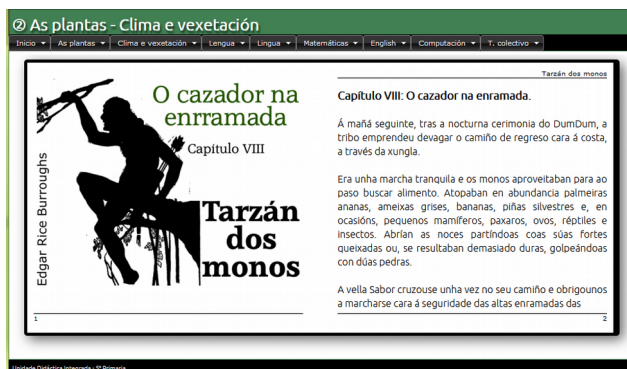 ② As plantas - Clima e vexetación
Inicio As plantas Clima e vexetación Lengua Lingua Matemáticas English Computación T. colectivo
O cazador na
enrramada
Capítulo VIII
Edgar Rice Burroughs
Tarzán
dos
monos
1
Tarzán dos monos
Capítulo VIII: O cazador na enramada.
Á mañá seguinte, tras a nocturna cerimonia do DumDum, a
tribo emprendeu devagar o camiño de regreso cara á costa,
a través da xungla.
Era unha marcha tranquila e os monos aproveitaban para ao
paso buscar alimento. Atopaban en abundancia palmeiras
ananas, ameixas grises, bananas, piñas silvestres e, en
ocasións, pequenos mamíferos, paxaros, ovos, réptiles e
insectos. Abrían as noces partíndoas coas súas fortes
queixadas ou, se resultaban demasiado duras, golpeándoas
con dúas pedras.
A vella Sabor cruzouse unha vez no seu camiño e obrigounos
a marcharse cara á seguridade das altas enramadas das
2
Unidade Didáctica Integrada - 5º Primaria